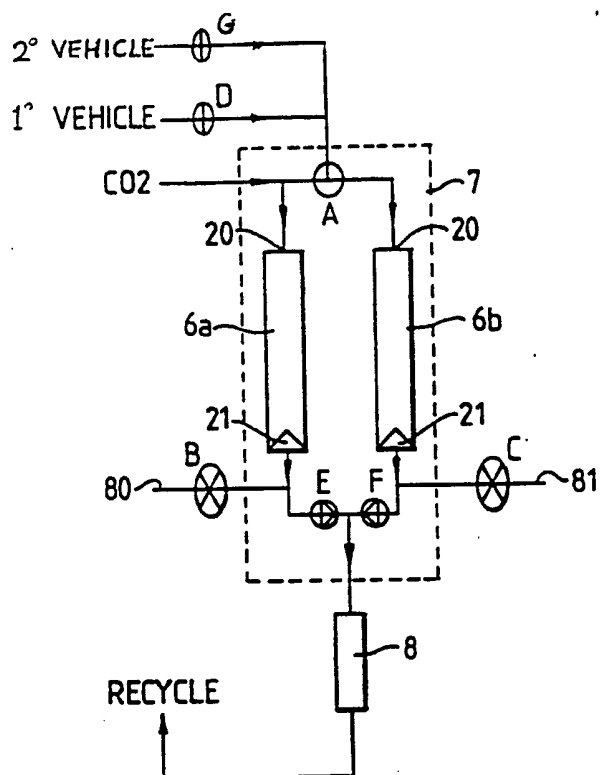 G
2° VEHICLE
D
1° VEHICLE
CO2
7
A
20 20
6a 6b
21 21
B C
80 E F 81
8
RECYCLE